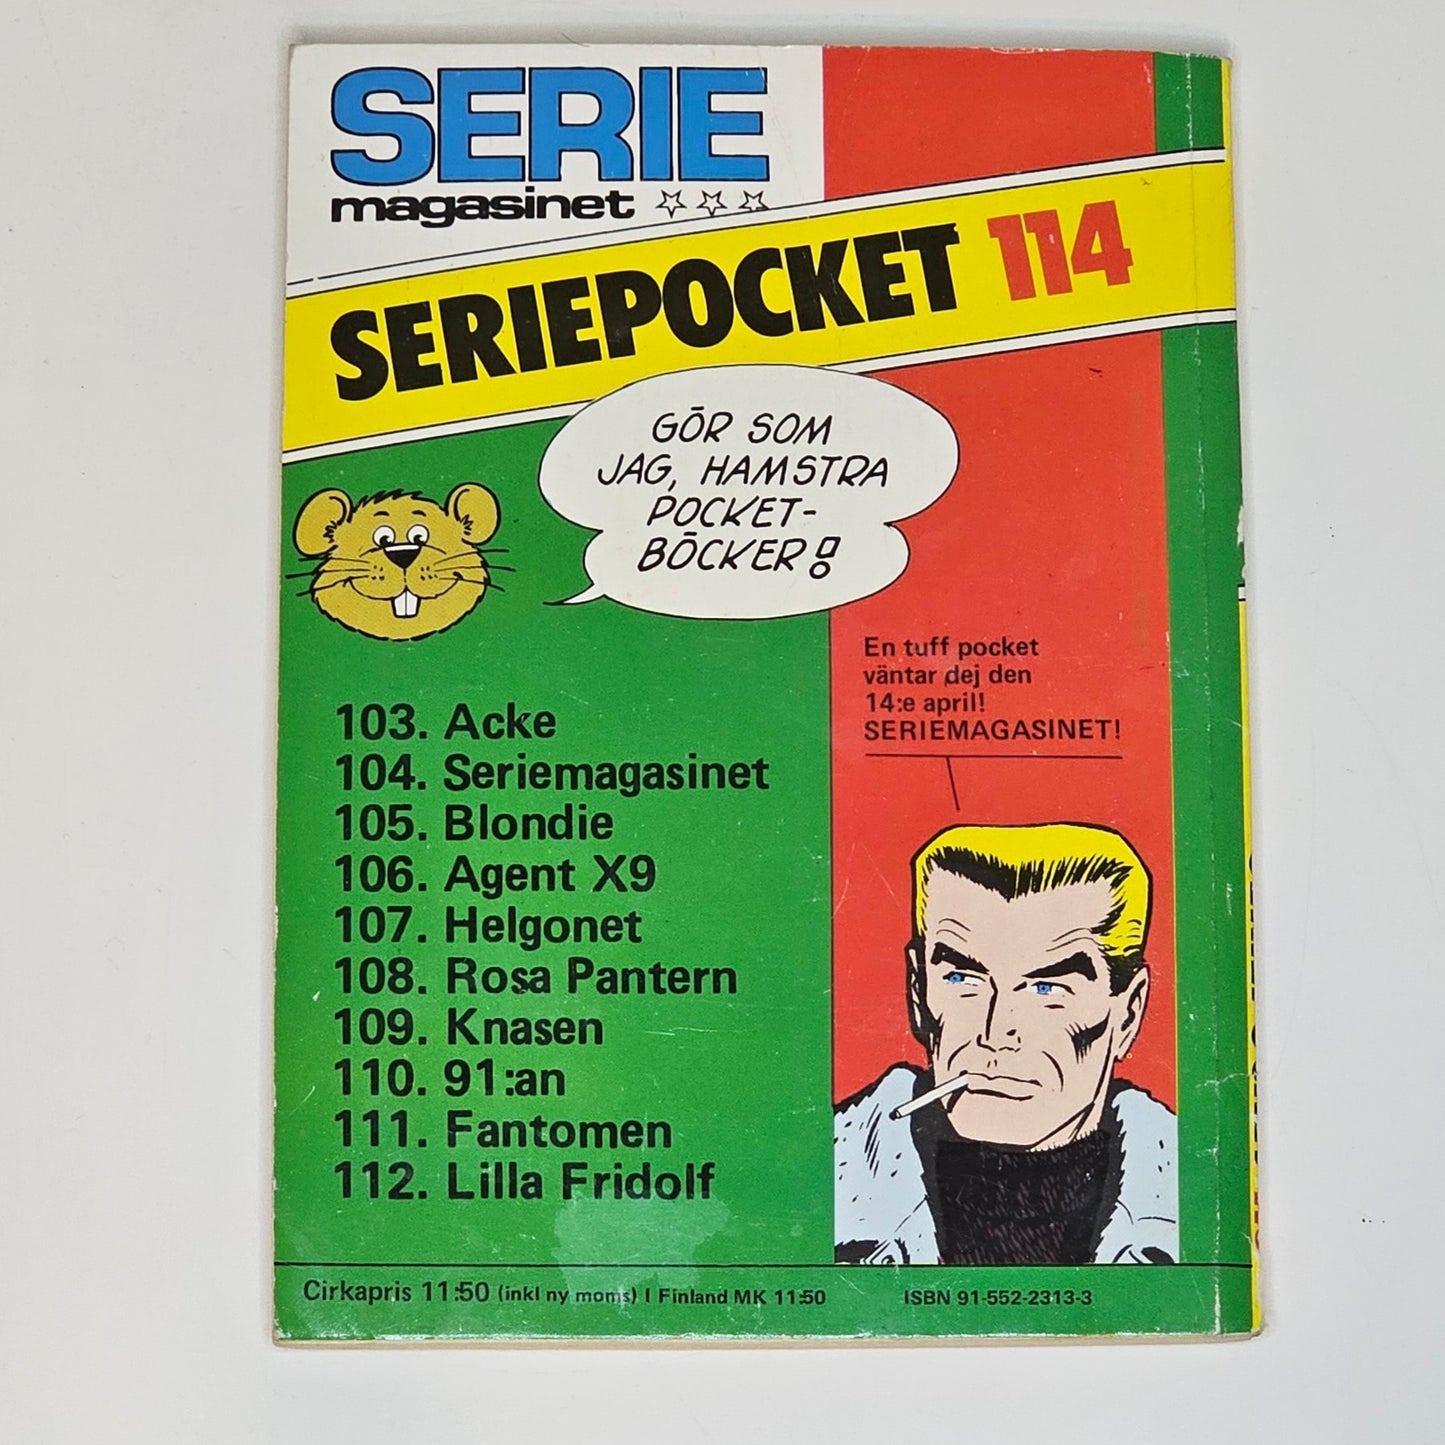 SERIE
magasinet
SERIEPOCKET 114
GÖR SOM
JAG, HAMSTRA
POCKET-
BÖCKER!
En tuff pocket
väntar dej den
14:e april!
SERIEMAGASINET!
103. Acke
104. Seriemagasinet
105. Blondie
106. Agent X9
107. Helgonet
108. Rosa Pantern
109. Knasen
110. 91:an
111. Fantomen
112. Lilla Fridolf
Cirkapris 11:50 (inkl ny moms) I Finland MK 11:50
ISBN 91-552-2313-3